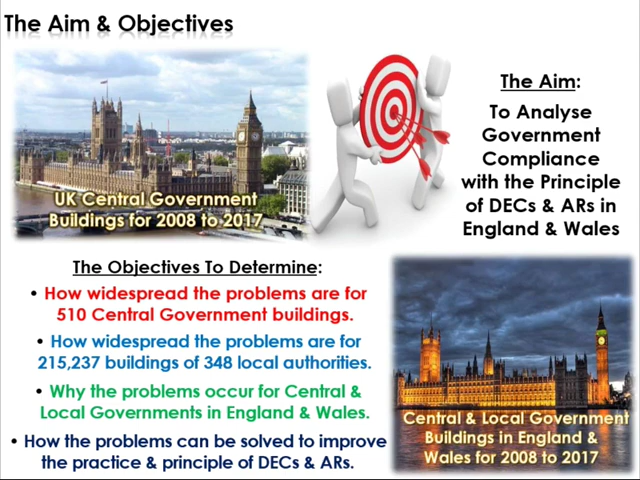 The Aim & Objectives
UK Central Government
Buildings for 2008 to 2017
The Aim:
To Analyse
Government
Compliance
with the Principle
of DECs & ARs in
England & Wales
The Objectives To Determine:
• How widespread the problems are for
510 Central Government buildings.
• How widespread the problems are for
215,237 buildings of 348 local authorities.
• Why the problems occur for Central &
Local Governments in England & Wales.
• How the problems can be solved to improve
the practice & principle of DECs & ARs.
Central & Local Government
Buildings in England &
Wales for 2008 to 2017